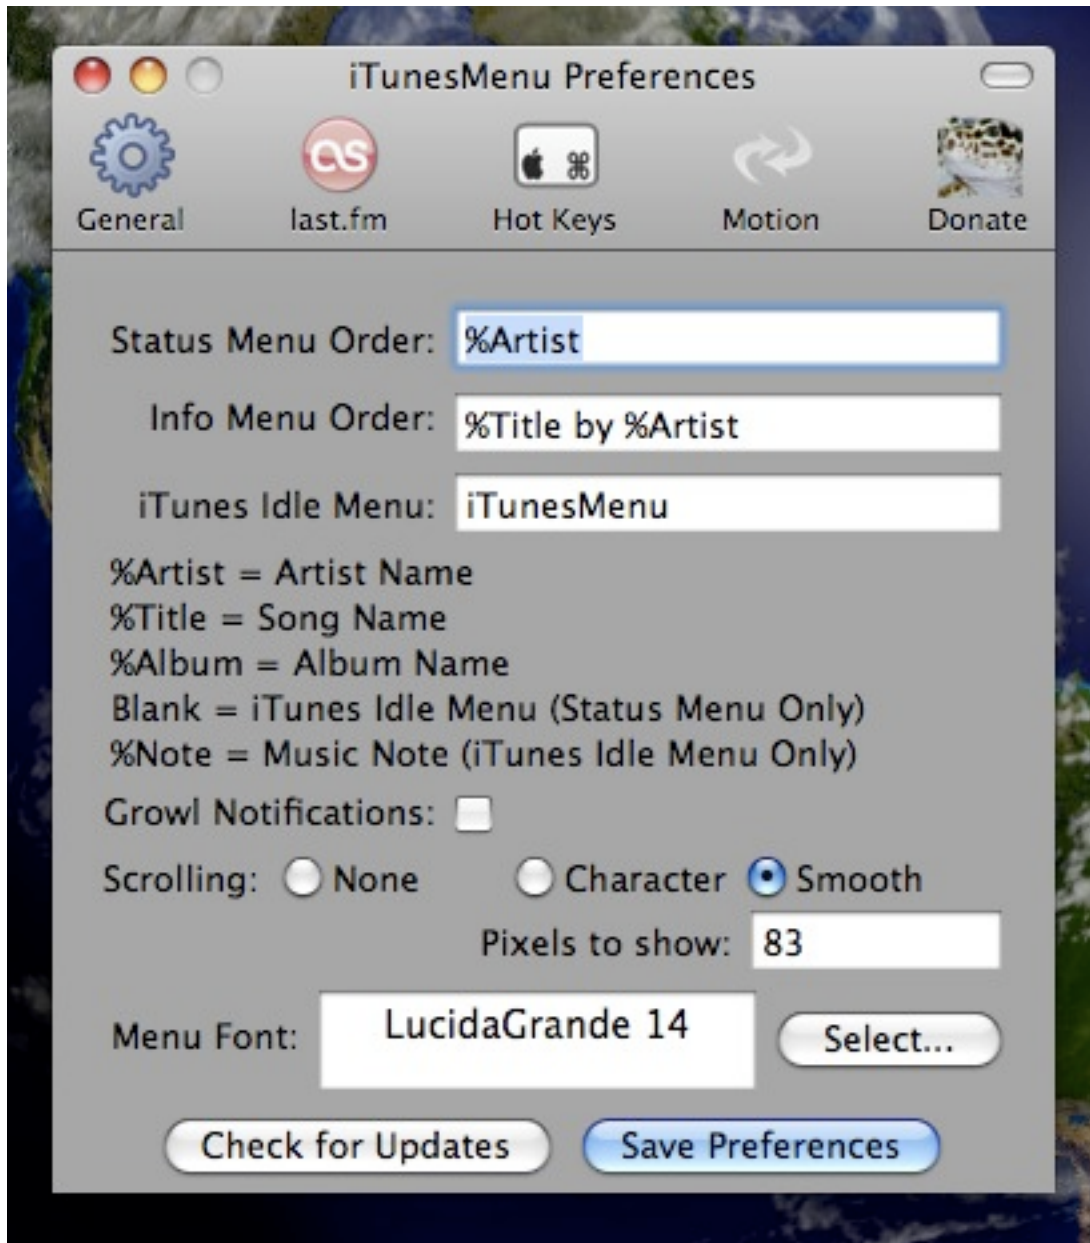 iTunesMenu Preferences
General last.fm Hot Keys Motion Donate
Status Menu Order: %Artist
Info Menu Order: %Title by %Artist
iTunes Idle Menu: iTunesMenu
%Artist = Artist Name
%Title = Song Name
%Album = Album Name
Blank = iTunes Idle Menu (Status Menu Only)
%Note = Music Note (iTunes Idle Menu Only)
Growl Notifications:
Scrolling: None Character Smooth
Pixels to show: 83
Menu Font: LucidaGrande 14 Select...
Check for Updates Save Preferences